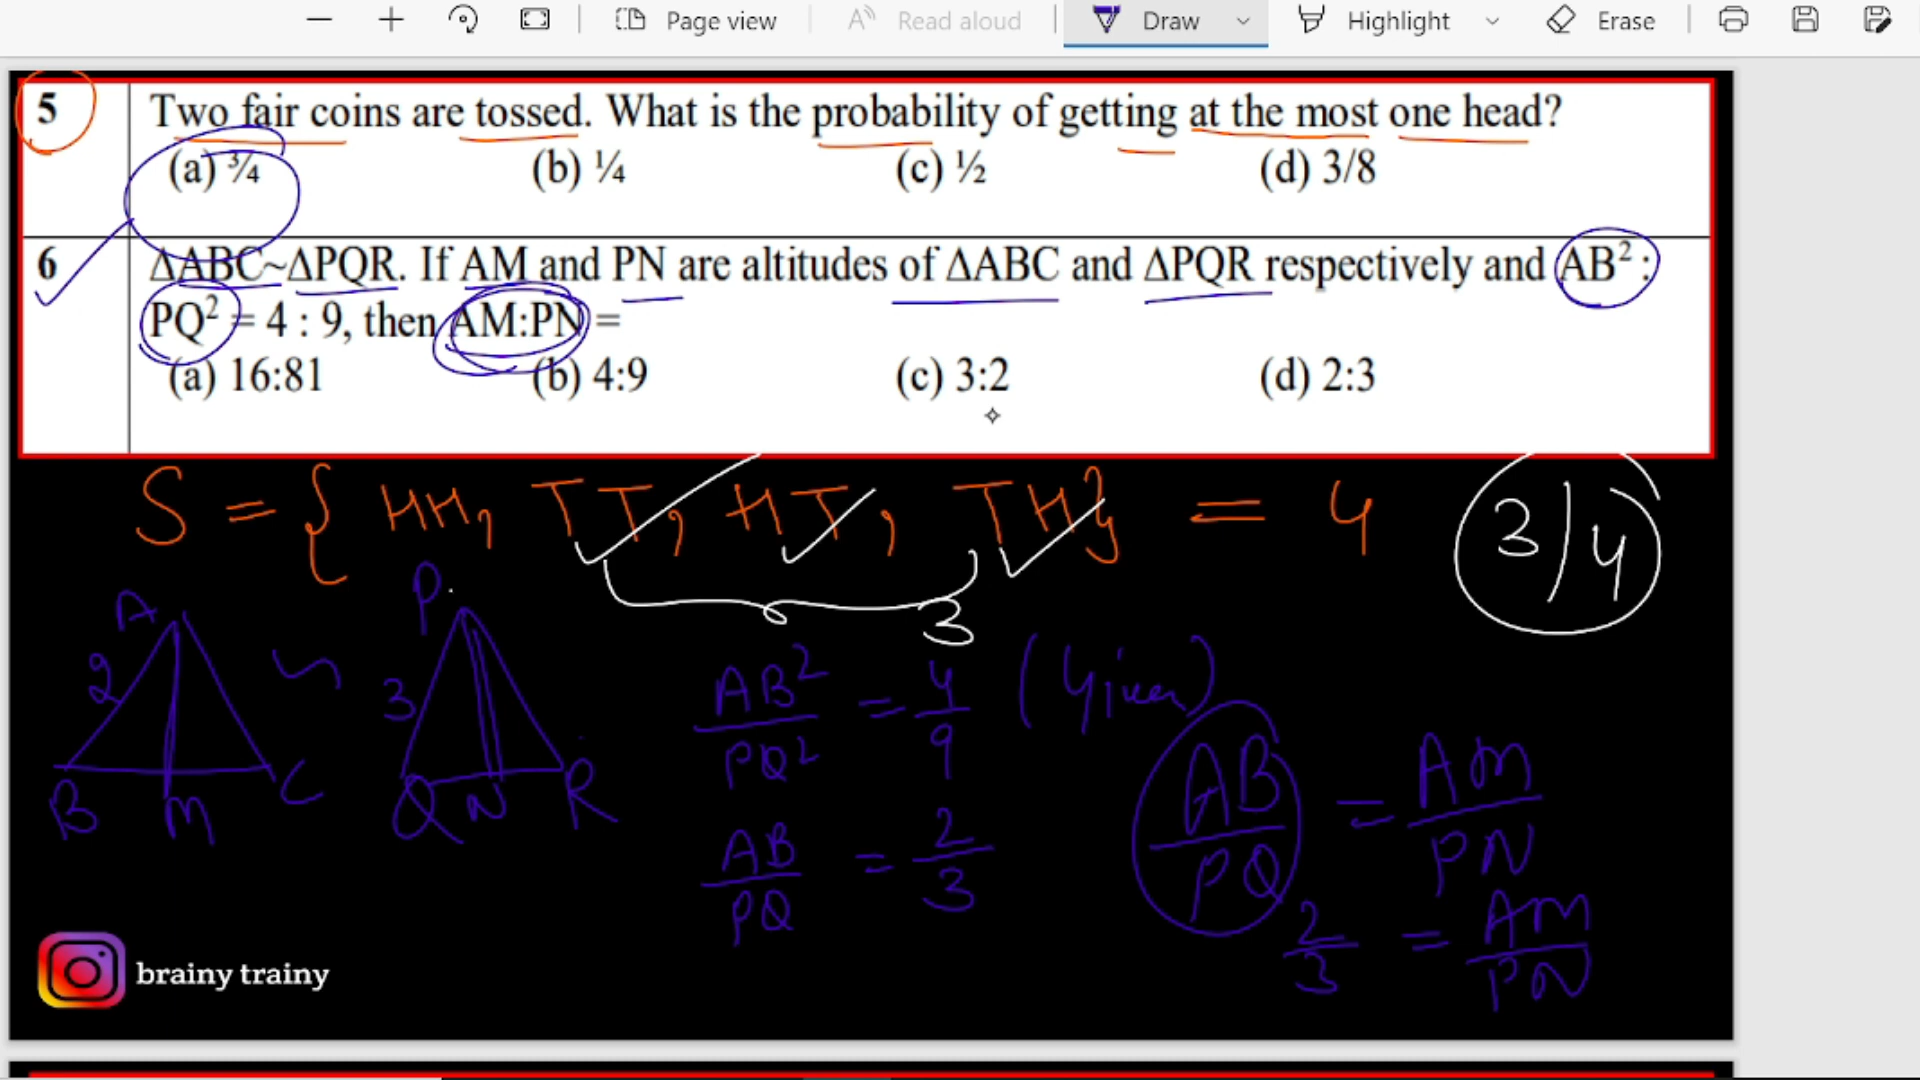 Page view Read aloud Draw Highlight Erase
5 Two fair coins are tossed. What is the probability of getting at the most one head?
(a) ¾ (b) ¼ (c) ½ (d) 3/8
6 ΔABC~ΔPQR. If AM and PN are altitudes of ΔABC and ΔPQR respectively and AB² :
PQ² = 4 : 9, then AM:PN =
(a) 16:81 (b) 4:9 (c) 3:2 (d) 2:3
S = { HH, TT, HT, TH} = 4
3/4
3
A
2
B M C
~
P
3
Q N R
AB²/PQ² = 4/9 (Given)
AB/PQ = 2/3
AB/PQ = AM/PN
2/3 = AM/PN
brainy trainy